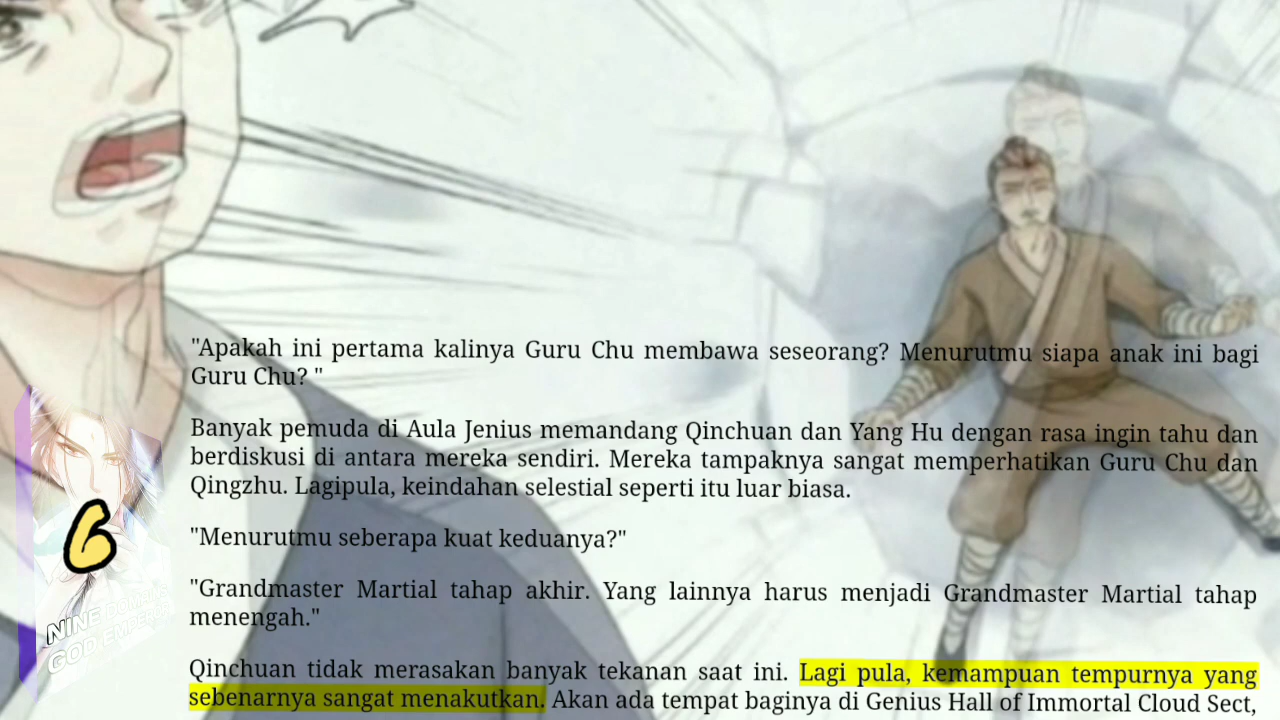 "Apakah ini pertama kalinya Guru Chu membawa seseorang? Menurutmu siapa anak ini bagi
Guru Chu? "
Banyak pemuda di Aula Jenius memandang Qinchuan dan Yang Hu dengan rasa ingin tahu dan
berdiskusi di antara mereka sendiri. Mereka tampaknya sangat memperhatikan Guru Chu dan
Qingzhu. Lagipula, keindahan selestial seperti itu luar biasa.
"Menurutmu seberapa kuat keduanya?"
"Grandmaster Martial tahap akhir. Yang lainnya harus menjadi Grandmaster Martial tahap
menengah."
Qinchuan tidak merasakan banyak tekanan saat ini. Lagi pula, kemampuan tempurnya yang
sebenarnya sangat menakutkan. Akan ada tempat baginya di Genius Hall of Immortal Cloud Sect,
6
NINE DOMAINS
GOD EMPEROR